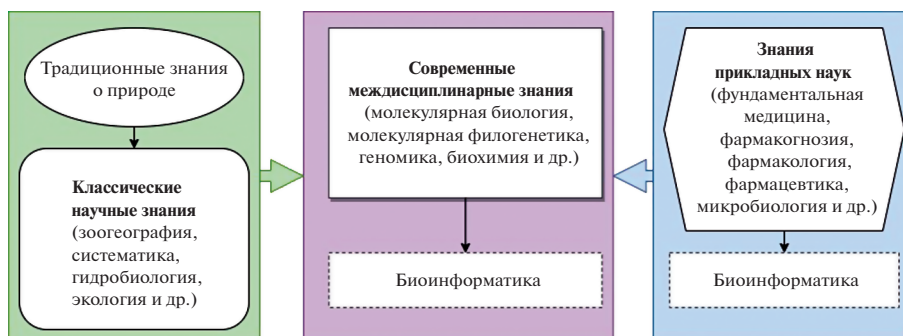 Традиционные знания
о природе
Классические
научные знания
(зоогеография,
систематика,
гидробиология,
экология и др.)
Современные
междисциплинарные знания
(молекулярная биология,
молекулярная филогенетика,
геномика, биохимия и др.)
Биоинформатика
Знания
прикладных наук
(фундаментальная
медицина,
фармакогнозия,
фармакология,
фармацевтика,
микробиология и др.)
Биоинформатика